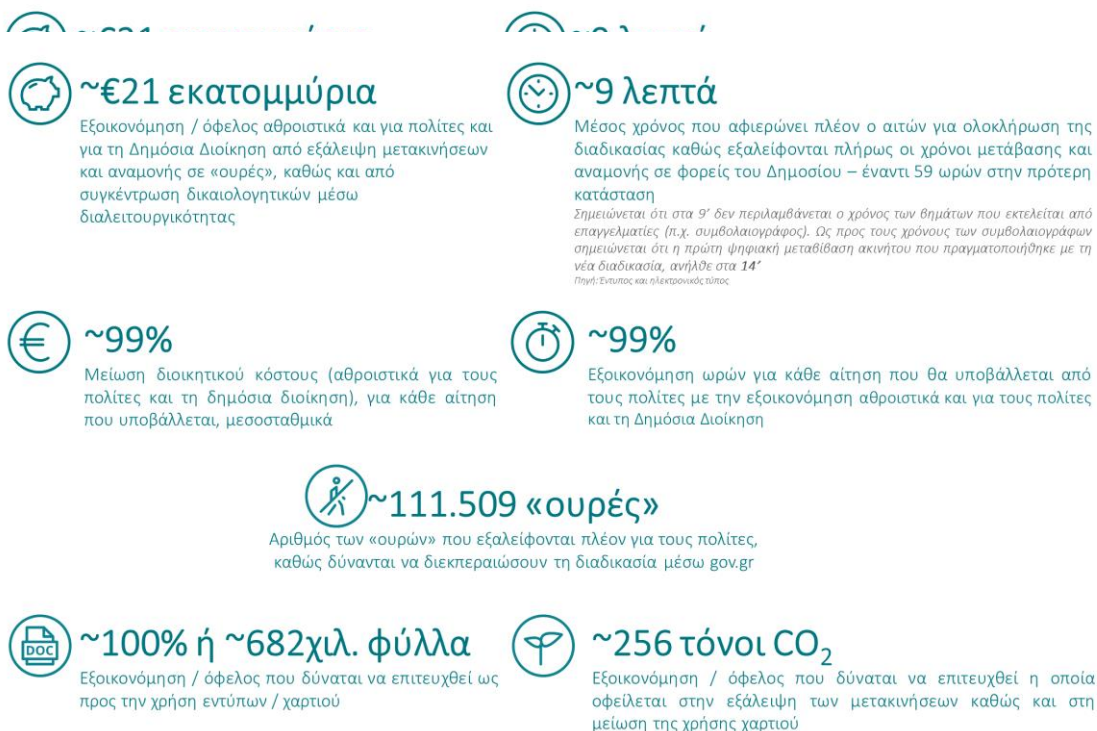 ~€21 εκατομμύρια
Εξοικονόμηση / όφελος αθροιστικά και για πολίτες και
για τη Δημόσια Διοίκηση από εξάλειψη μετακινήσεων
και αναμονής σε «ουρές», καθώς και από
συγκέντρωση δικαιολογητικών μέσω
διαλειτουργικότητας
~9 λεπτά
Μέσος χρόνος που αφιερώνει πλέον ο αιτών για ολοκλήρωση της
διαδικασίας καθώς εξαλείφονται πλήρως οι χρόνοι μετάβασης και
αναμονής σε φορείς του Δημοσίου – έναντι 59 ωρών στην πρότερη
κατάσταση
Σημειώνεται ότι στα 9’ δεν περιλαμβάνεται ο χρόνος των βημάτων που εκτελείται από
επαγγελματίες (π.χ. συμβολαιογράφος). Ως προς τους χρόνους των συμβολαιογράφων
σημειώνεται ότι η πρώτη ψηφιακή μεταβίβαση ακινήτου που πραγματοποιήθηκε με τη
νέα διαδικασία, ανήλθε στα 14’
Πηγή: Έντυπος και ηλεκτρονικός τύπος
~99%
Μείωση διοικητικού κόστους (αθροιστικά για τους
πολίτες και τη δημόσια διοίκηση), για κάθε αίτηση
που υποβάλλεται, μεσοσταθμικά
~99%
Εξοικονόμηση ωρών για κάθε αίτηση που θα υποβάλλεται από
τους πολίτες με την εξοικονόμηση αθροιστικά και για τους πολίτες
και τη Δημόσια Διοίκηση
~111.509 «ουρές»
Αριθμός των «ουρών» που εξαλείφονται πλέον για τους πολίτες,
καθώς δύνανται να διεκπεραιώσουν τη διαδικασία μέσω gov.gr
DOC
~100% ή ~682χιλ. φύλλα
Εξοικονόμηση / όφελος που δύναται να επιτευχθεί ως
προς την χρήση εντύπων / χαρτιού
~256 τόνοι CO₂
Εξοικονόμηση / όφελος που δύναται να επιτευχθεί η οποία
οφείλεται στην εξάλειψη των μετακινήσεων καθώς και στη
μείωση της χρήσης χαρτιού